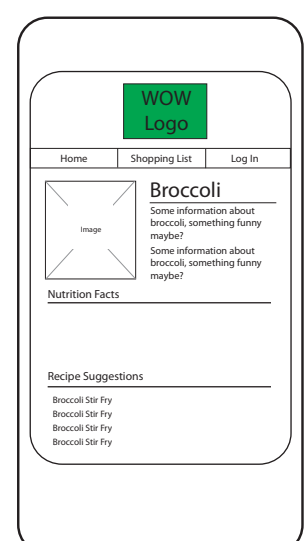 WOW
Logo
Home Shopping List Log In
Image
Broccoli
Some information about
broccoli, something funny
maybe?
Some information about
broccoli, something funny
maybe?
Nutrition Facts
Recipe Suggestions
Broccoli Stir Fry
Broccoli Stir Fry
Broccoli Stir Fry
Broccoli Stir Fry